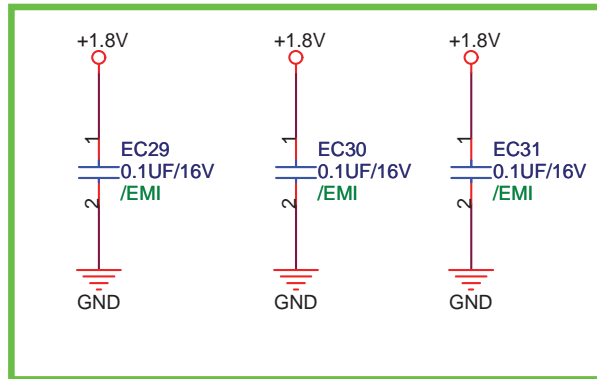 +1.8V
+1.8V
+1.8V
1
EC29
0.1UF/16V
/EMI
2
GND
1
EC30
0.1UF/16V
/EMI
2
GND
1
EC31
0.1UF/16V
/EMI
2
GND